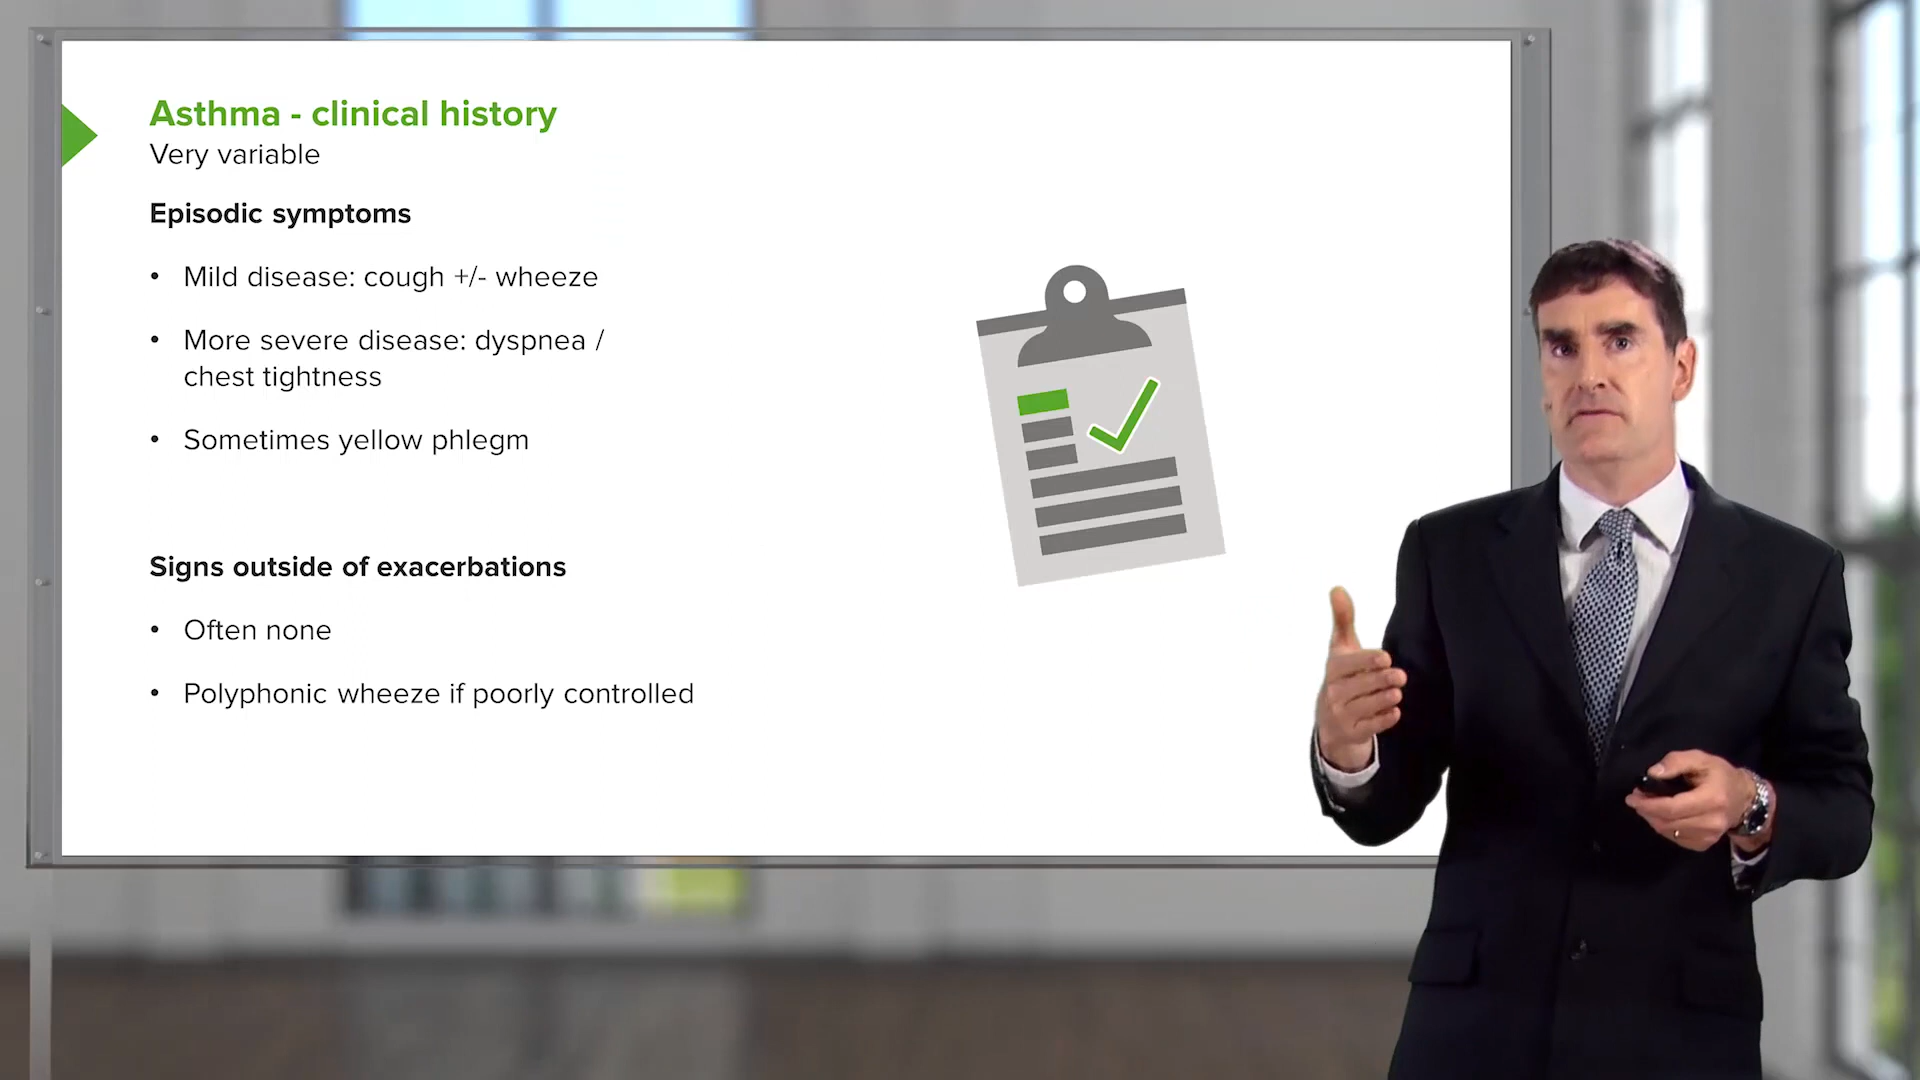 Asthma - clinical history
Very variable
Episodic symptoms
• Mild disease: cough +/- wheeze
• More severe disease: dyspnea /
chest tightness
• Sometimes yellow phlegm
Signs outside of exacerbations
• Often none
• Polyphonic wheeze if poorly controlled